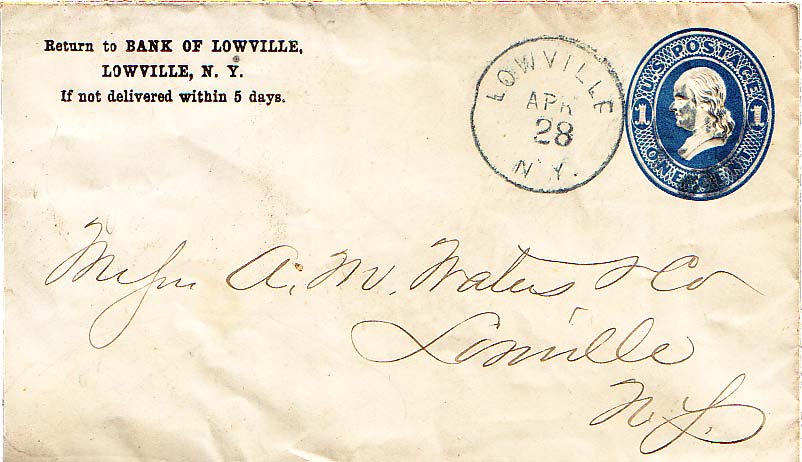 Return to BANK OF LOWVILLE,
LOWVILLE, N. Y.
If not delivered within 5 days.
LOWVILLE
APR
28
N. Y.
U.S. POSTAGE
1 1
ONE CENT
Messrs A. M. Waters & Co
Lowville
N. Y.